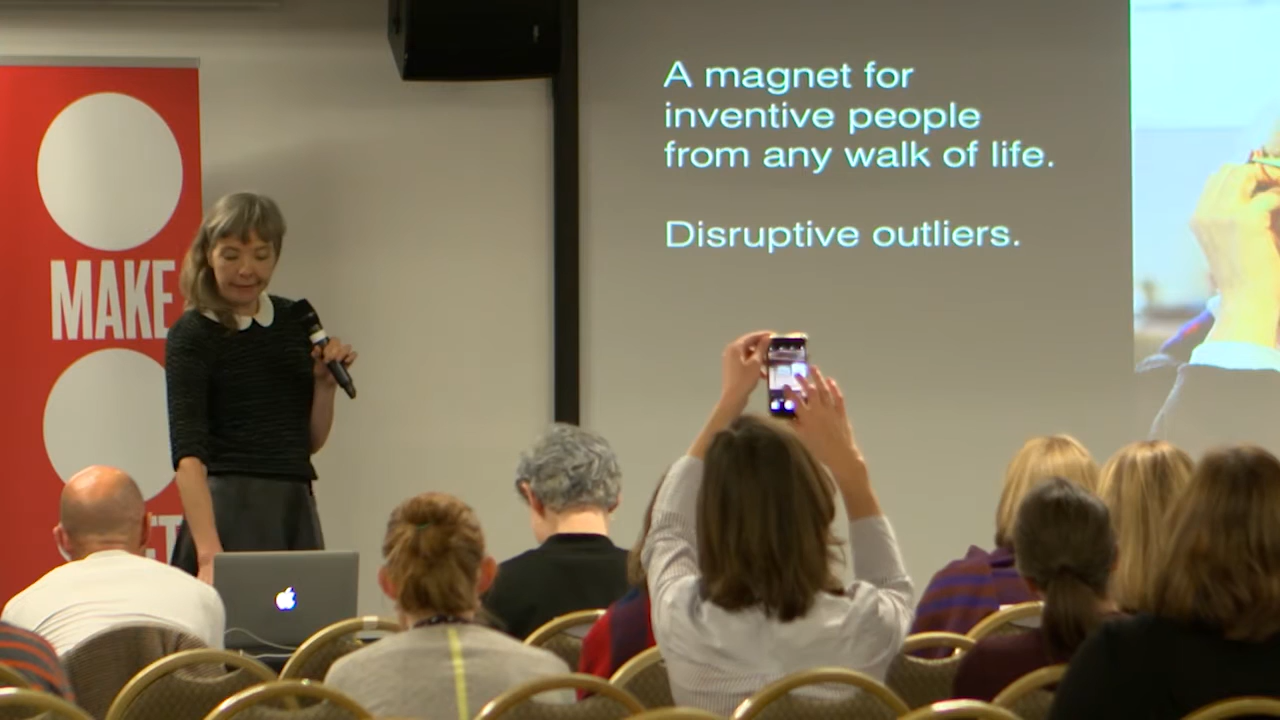 MAKE
A magnet for
inventive people
from any walk of life.
Disruptive outliers.